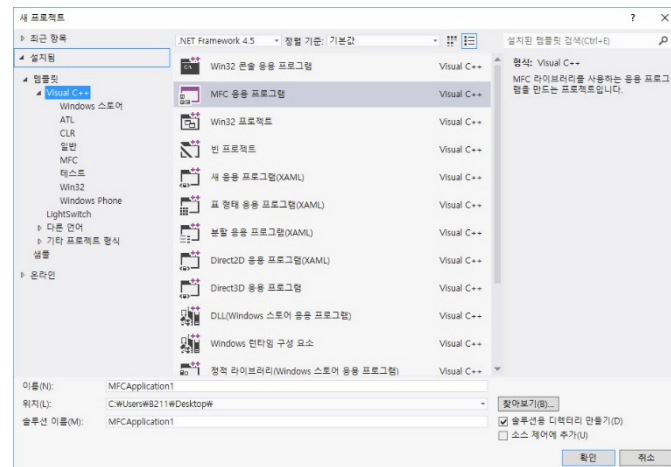 새 프로젝트
? ×
최근 항목
.NET Framework 4.5
정렬 기준: 기본값
설치된 템플릿 검색(Ctrl+E)
설치됨
템플릿
Visual C++
Windows 스토어
ATL
CLR
일반
MFC
테스트
Win32
Windows Phone
LightSwitch
다른 언어
기타 프로젝트 형식
샘플
온라인
Win32 콘솔 응용 프로그램 Visual C++
MFC 응용 프로그램 Visual C++
Win32 프로젝트 Visual C++
빈 프로젝트 Visual C++
새 응용 프로그램(XAML) Visual C++
표 형태 응용 프로그램(XAML) Visual C++
분할 응용 프로그램(XAML) Visual C++
Direct2D 응용 프로그램(XAML) Visual C++
Direct3D 응용 프로그램 Visual C++
DLL(Windows 스토어 응용 프로그램) Visual C++
Windows 런타임 구성 요소 Visual C++
정적 라이브러리(Windows 스토어 응용 프로그램) Visual C++
형식: Visual C++
MFC 라이브러리를 사용하는 응용 프로그
램을 만드는 프로젝트입니다.
이름(N): MFCApplication1
위치(L): C:₩Users₩B211₩Desktop₩
찾아보기(B)...
솔루션 이름(M): MFCApplication1
솔루션용 디렉터리 만들기(D)
소스 제어에 추가(U)
확인 취소